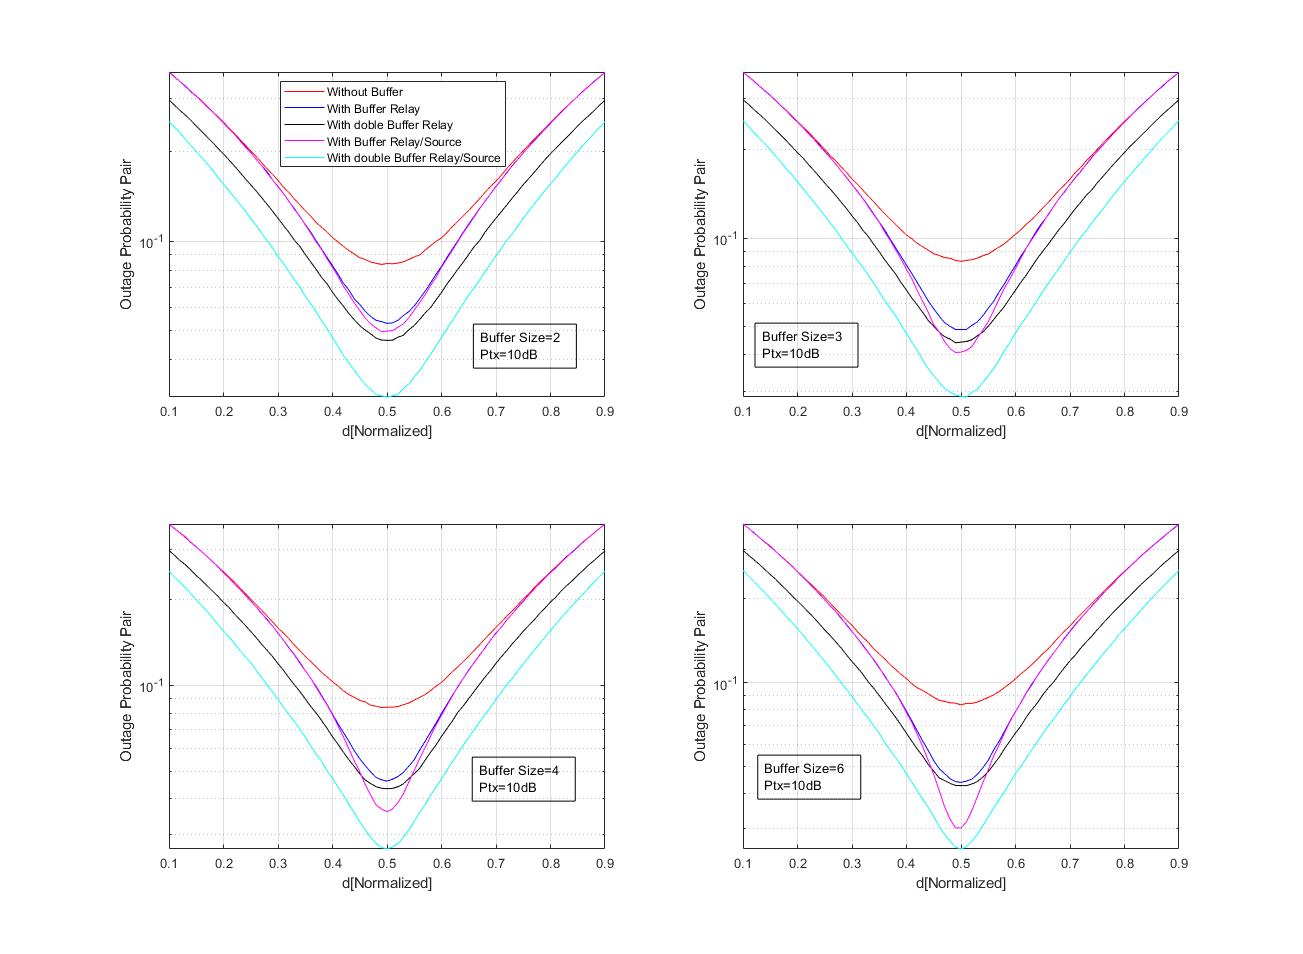 Without Buffer
With Buffer Relay
With doble Buffer Relay
With Buffer Relay/Source
With double Buffer Relay/Source
Outage Probability Pair
10^-1
Buffer Size=2
Ptx=10dB
0.1 0.2 0.3 0.4 0.5 0.6 0.7 0.8 0.9
d[Normalized]
Outage Probability Pair
10^-1
Buffer Size=3
Ptx=10dB
0.1 0.2 0.3 0.4 0.5 0.6 0.7 0.8 0.9
d[Normalized]
Outage Probability Pair
10^-1
Buffer Size=4
Ptx=10dB
0.1 0.2 0.3 0.4 0.5 0.6 0.7 0.8 0.9
d[Normalized]
Outage Probability Pair
10^-1
Buffer Size=6
Ptx=10dB
0.1 0.2 0.3 0.4 0.5 0.6 0.7 0.8 0.9
d[Normalized]